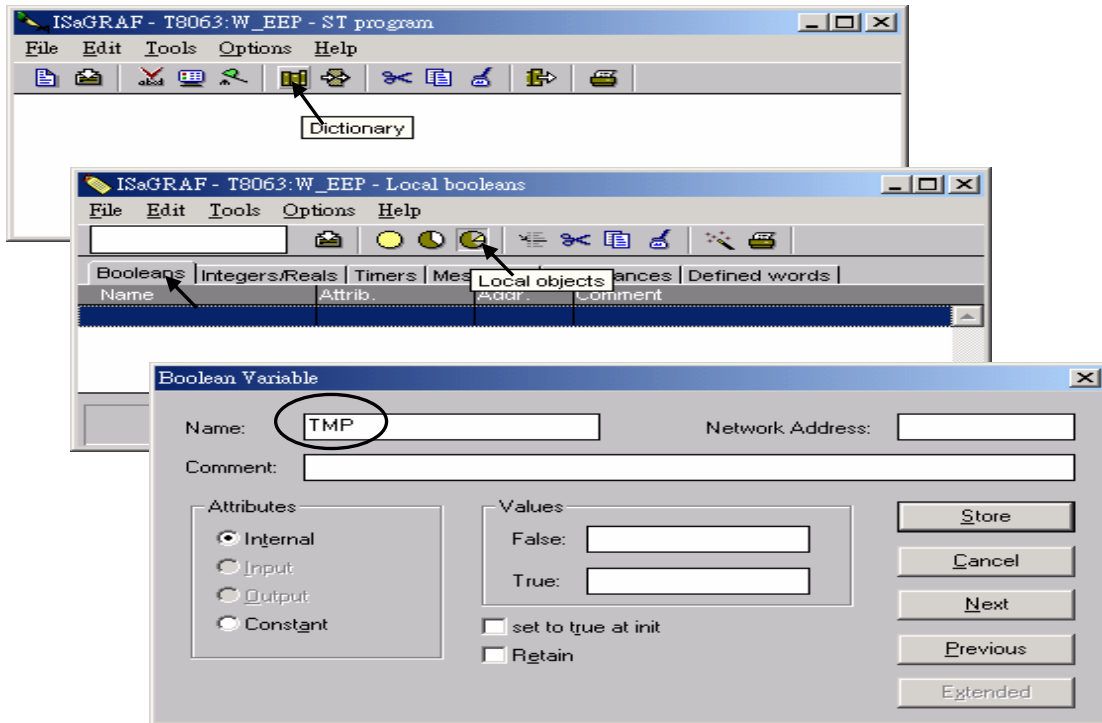 ISaGRAF - T8063:W_EEP - ST program
File Edit Tools Options Help
Dictionary
ISaGRAF - T8063:W_EEP - Local booleans
File Edit Tools Options Help
Booleans Integers/Reals Timers Mes ances Defined words
Local objects
Name Attrib. Addr. Comment
Boolean Variable
Name: TMP Network Address:
Comment:
Attributes
Internal
Input
Output
Constant
Values
False:
True:
set to true at init
Retain
Store
Cancel
Next
Previous
Extended